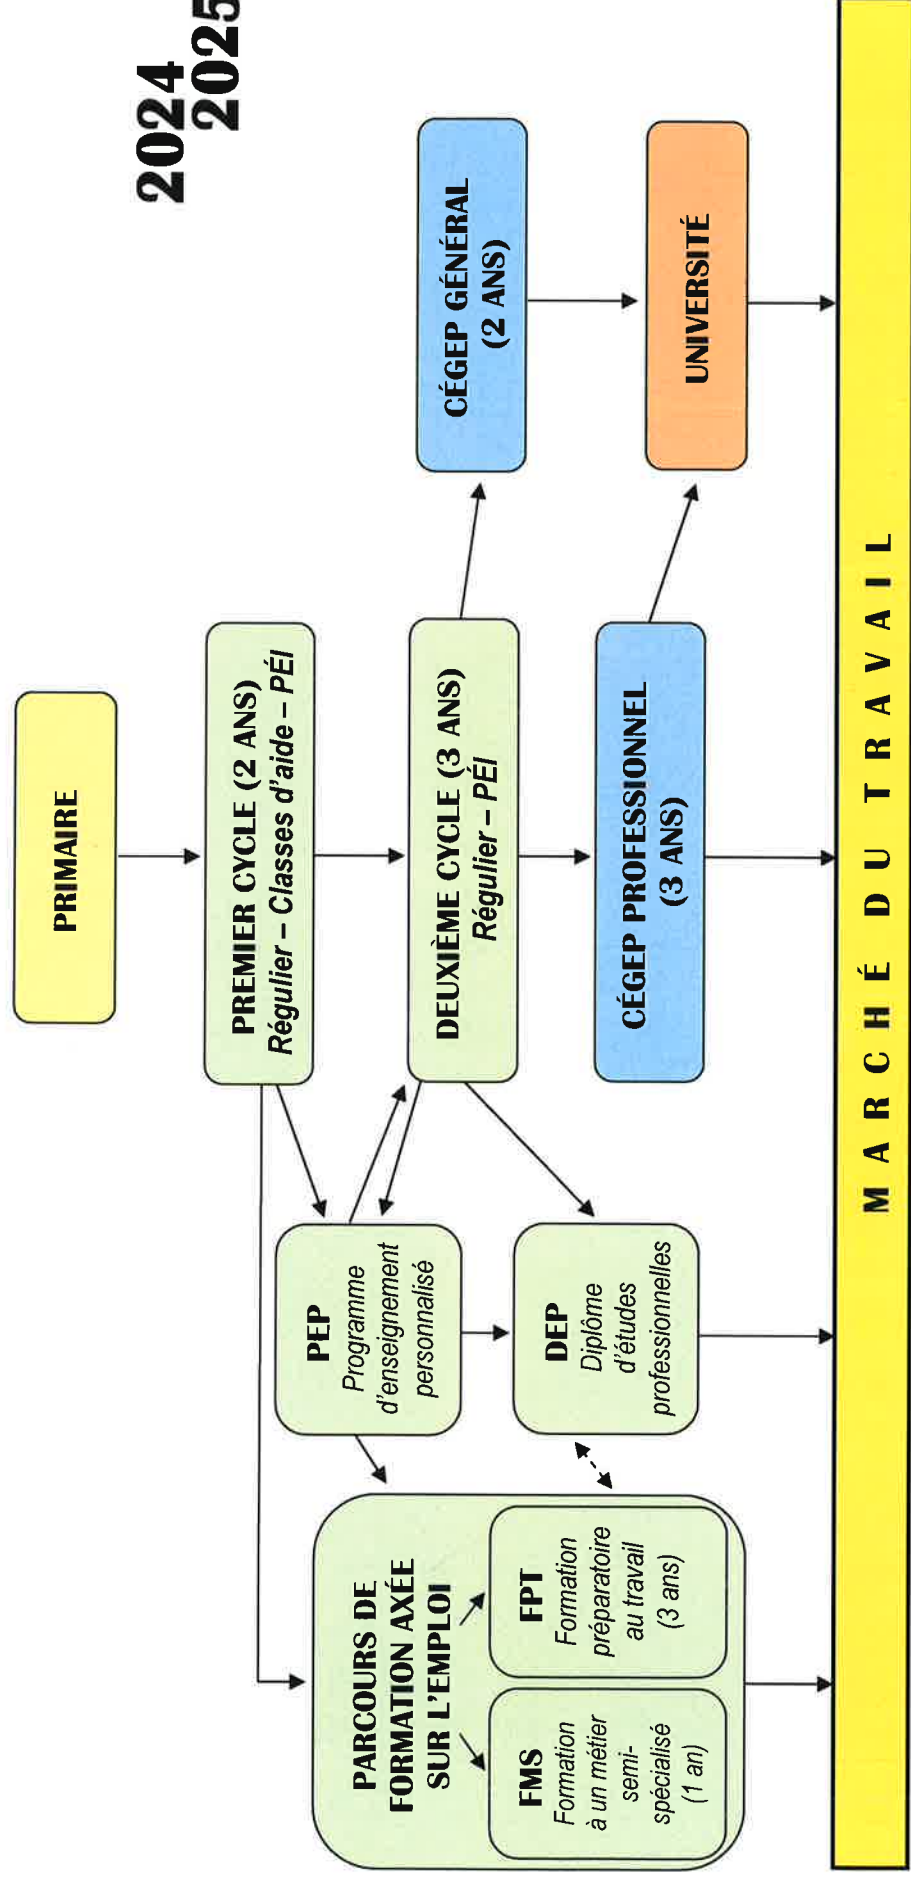 2024
2025
PRIMAIRE
PREMIER CYCLE (2 ANS)
Régulier – Classes d'aide – PÉI
DEUXIÈME CYCLE (3 ANS)
Régulier – PÉI
CÉGEP GÉNÉRAL
(2 ANS)
PEP
Programme
d'enseignement
personnalisé
PARCOURS DE
FORMATION AXÉE
SUR L'EMPLOI
FMS
Formation
à un métier
semi-
spécialisé
(1 an)
FPT
Formation
préparatoire
au travail
(3 ans)
DEP
Diplôme
d'études
professionnelles
CÉGEP PROFESSIONNEL
(3 ANS)
UNIVERSITÉ
MARCHÉ DU TRAVAIL